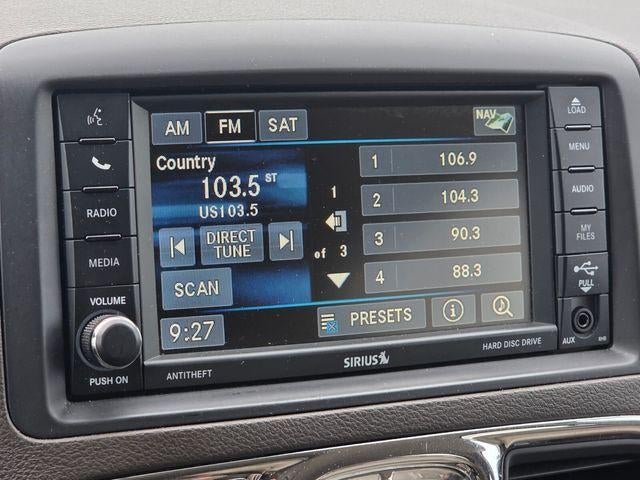 LOAD
AM FM SAT NAV
MENU
Country
103.5 ST
US103.5
1 106.9
2 104.3
3 90.3
4 88.3
1
of 3
RADIO
AUDIO
DIRECT
TUNE
MEDIA
MY
FILES
SCAN
PULL
VOLUME
9:27
PRESETS
AUX
PUSH ON
ANTITHEFT
SIRIUS
HARD DISC DRIVE